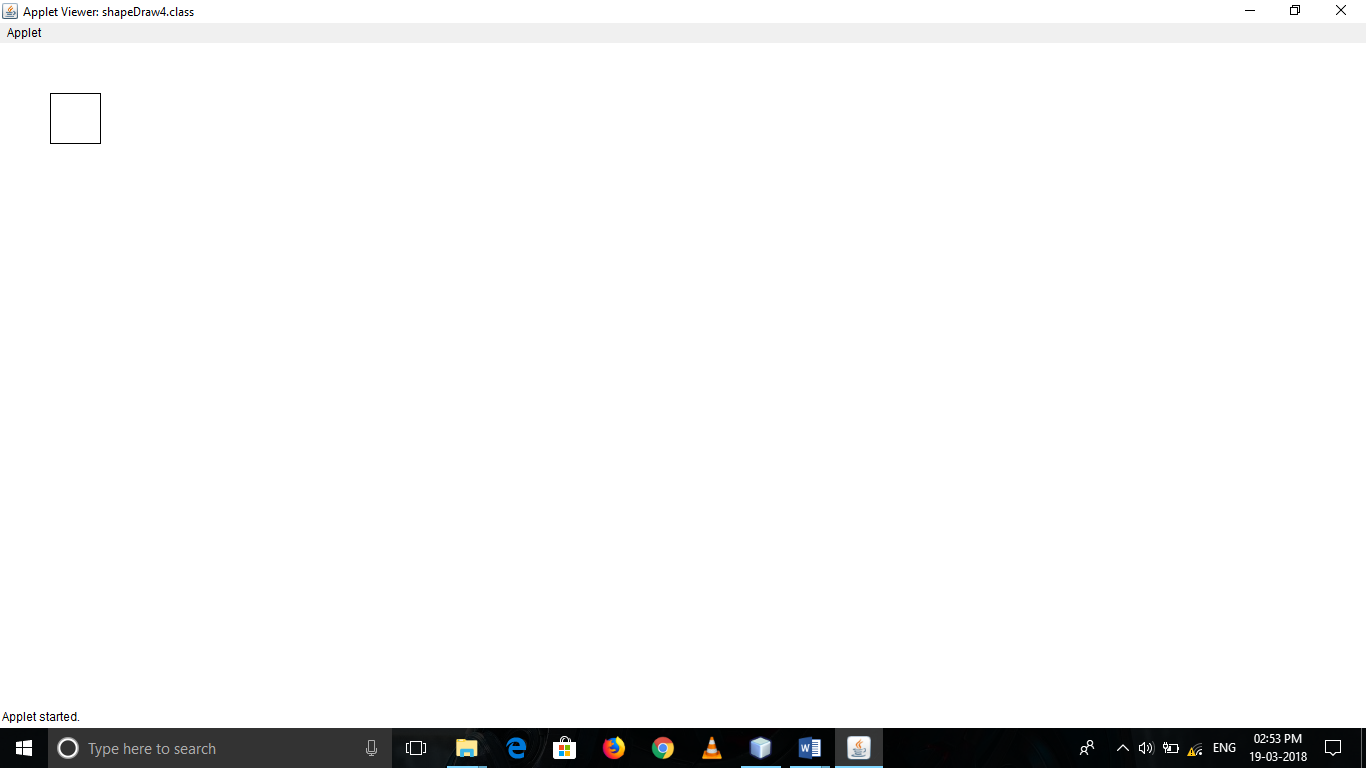 Applet Viewer: shapeDraw4.class
Applet
Applet started.
Type here to search
ENG
02:53 PM
19-03-2018